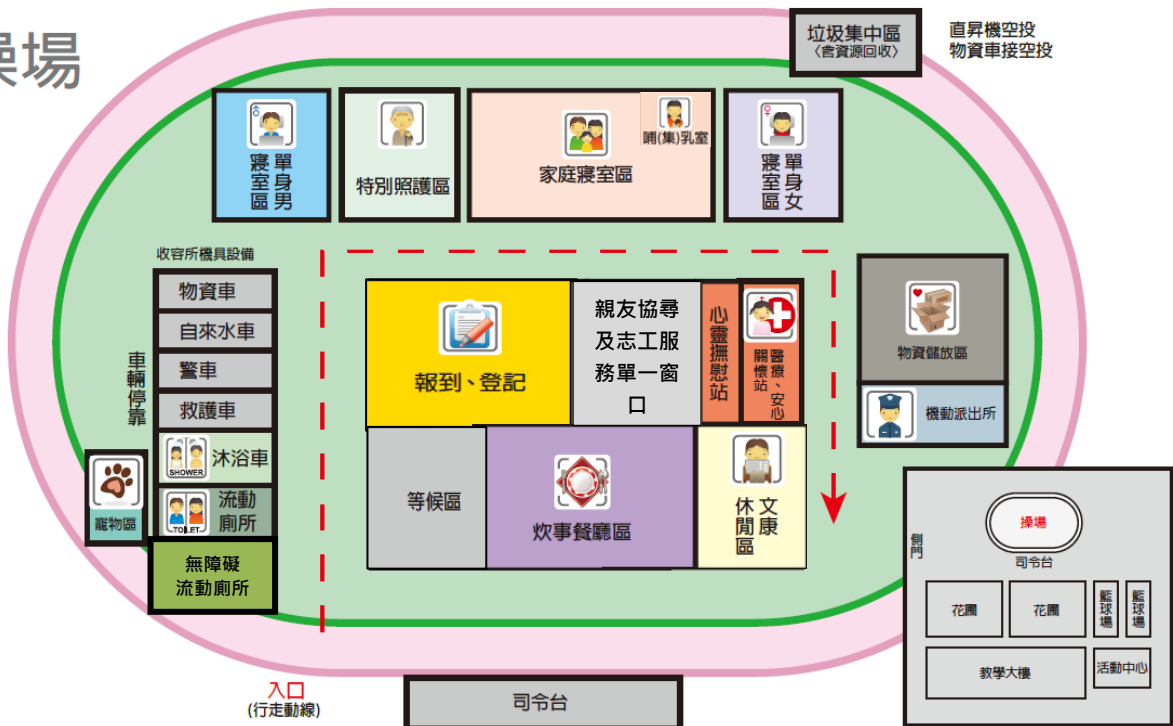 操場
垃圾集中區
〈含資源回收〉
直昇機空投
物資車接空投
單身男
寢室區
特別照護區
家庭寢室區
哺(集)乳室
單身女
寢室區
收容所機具設備
物資車
自來水車
警車
救護車
車輛停靠
SHOWER
沐浴車
TOILET
流動
廁所
寵物區
無障礙
流動廁所
報到、登記
親友協尋
及志工服
務單一窗
口
心靈撫慰站
醫療、安心
關懷站
等候區
炊事餐廳區
文康
休閒區
物資儲放區
機動派出所
入口
(行走動線)
司令台
操場
司令台
側門
花圃
花圃
籃球場
籃球場
教學大樓
活動中心